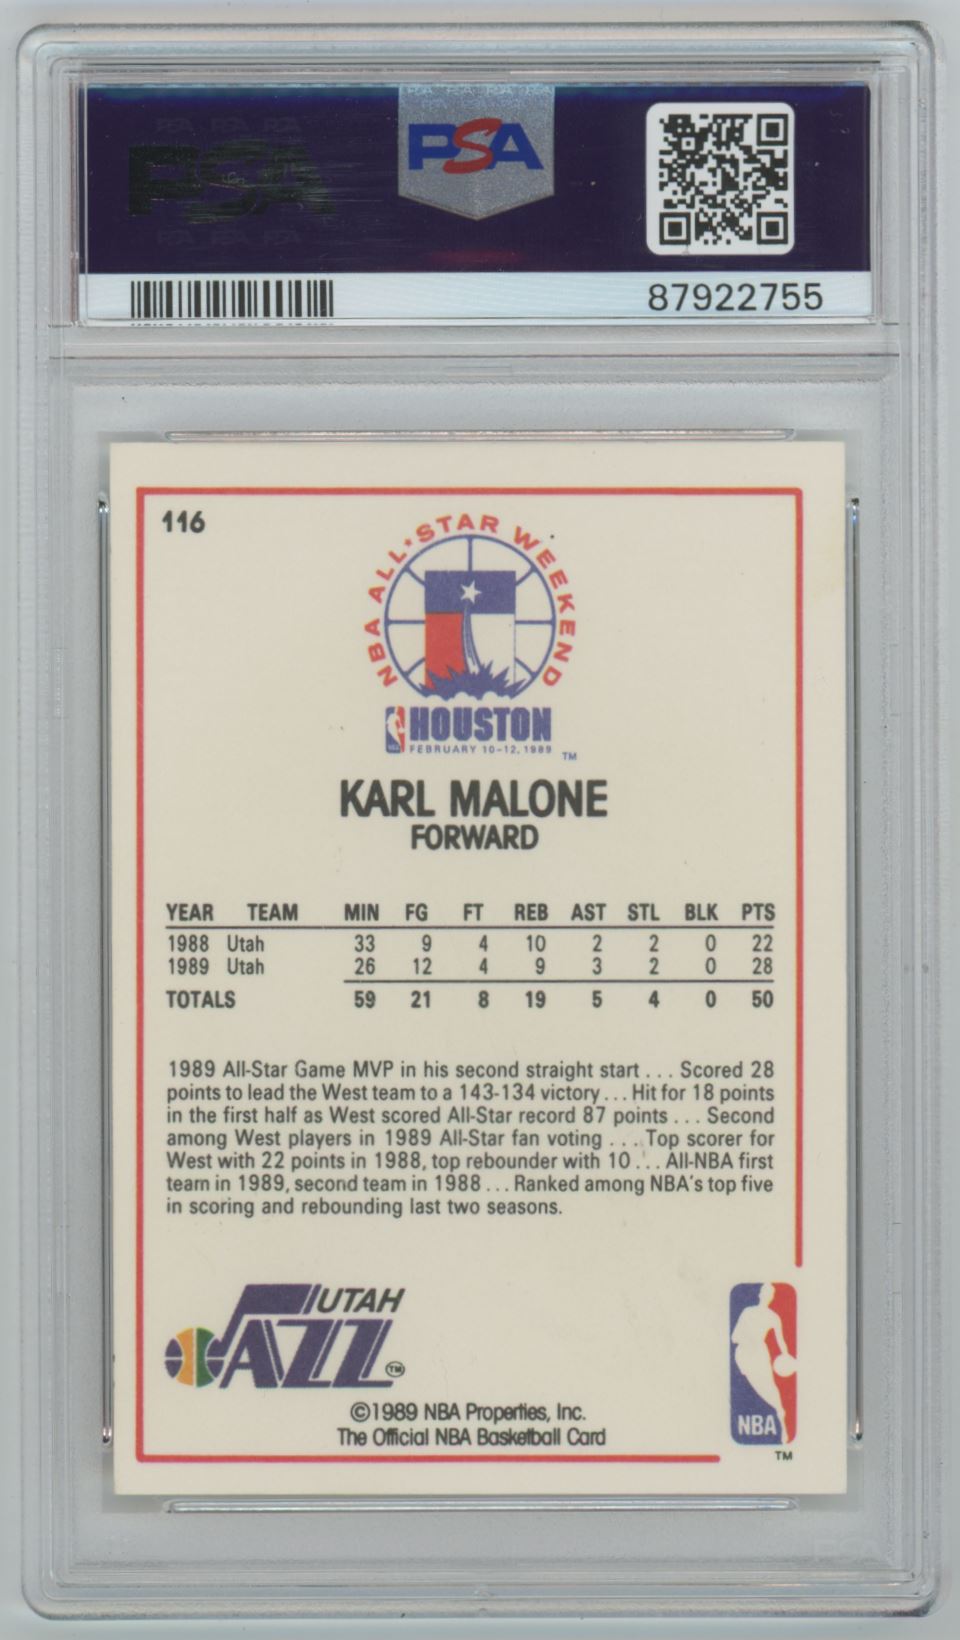 PSA PSA PSA
PSA
PSA PSA PSA
PSA
87922755
116
NBA ALL★STAR WEEKEND
HOUSTON
FEBRUARY 10-12, 1989
TM
KARL MALONE
FORWARD
YEAR TEAM MIN FG FT REB AST STL BLK PTS
1988 Utah 33 9 4 10 2 2 0 22
1989 Utah 26 12 4 9 3 2 0 28
TOTALS 59 21 8 19 5 4 0 50
1989 All-Star Game MVP in his second straight start . . . Scored 28
points to lead the West team to a 143-134 victory . . . Hit for 18 points
in the first half as West scored All-Star record 87 points . . . Second
among West players in 1989 All-Star fan voting . . . Top scorer for
West with 22 points in 1988, top rebounder with 10 . . . All-NBA first
team in 1989, second team in 1988 . . . Ranked among NBA's top five
in scoring and rebounding last two seasons.
UTAH
JAZZ TM
©1989 NBA Properties, Inc.
The Official NBA Basketball Card
NBA
TM